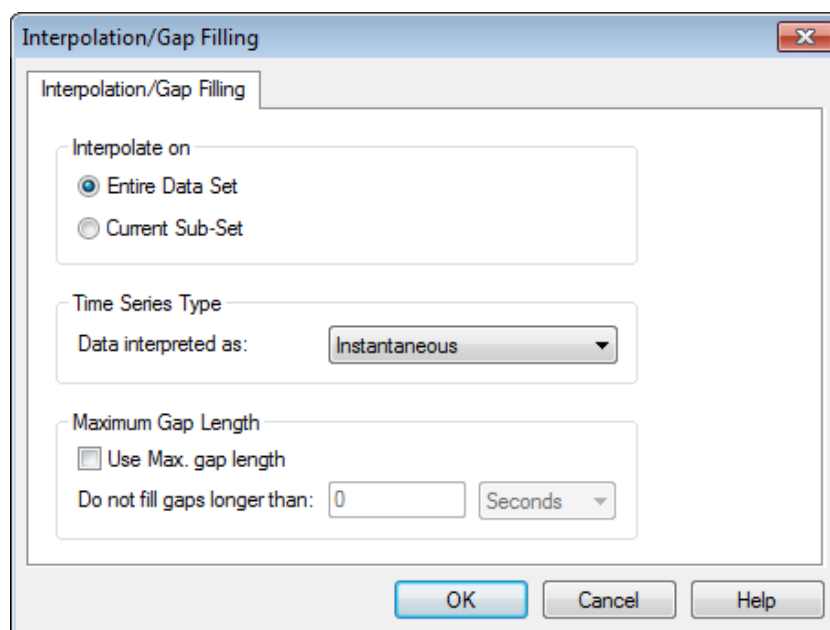 Interpolation/Gap Filling
Interpolation/Gap Filling
Interpolate on
Entire Data Set
Current Sub-Set
Time Series Type
Data interpreted as: Instantaneous
Maximum Gap Length
Use Max. gap length
Do not fill gaps longer than: 0 Seconds
OK Cancel Help